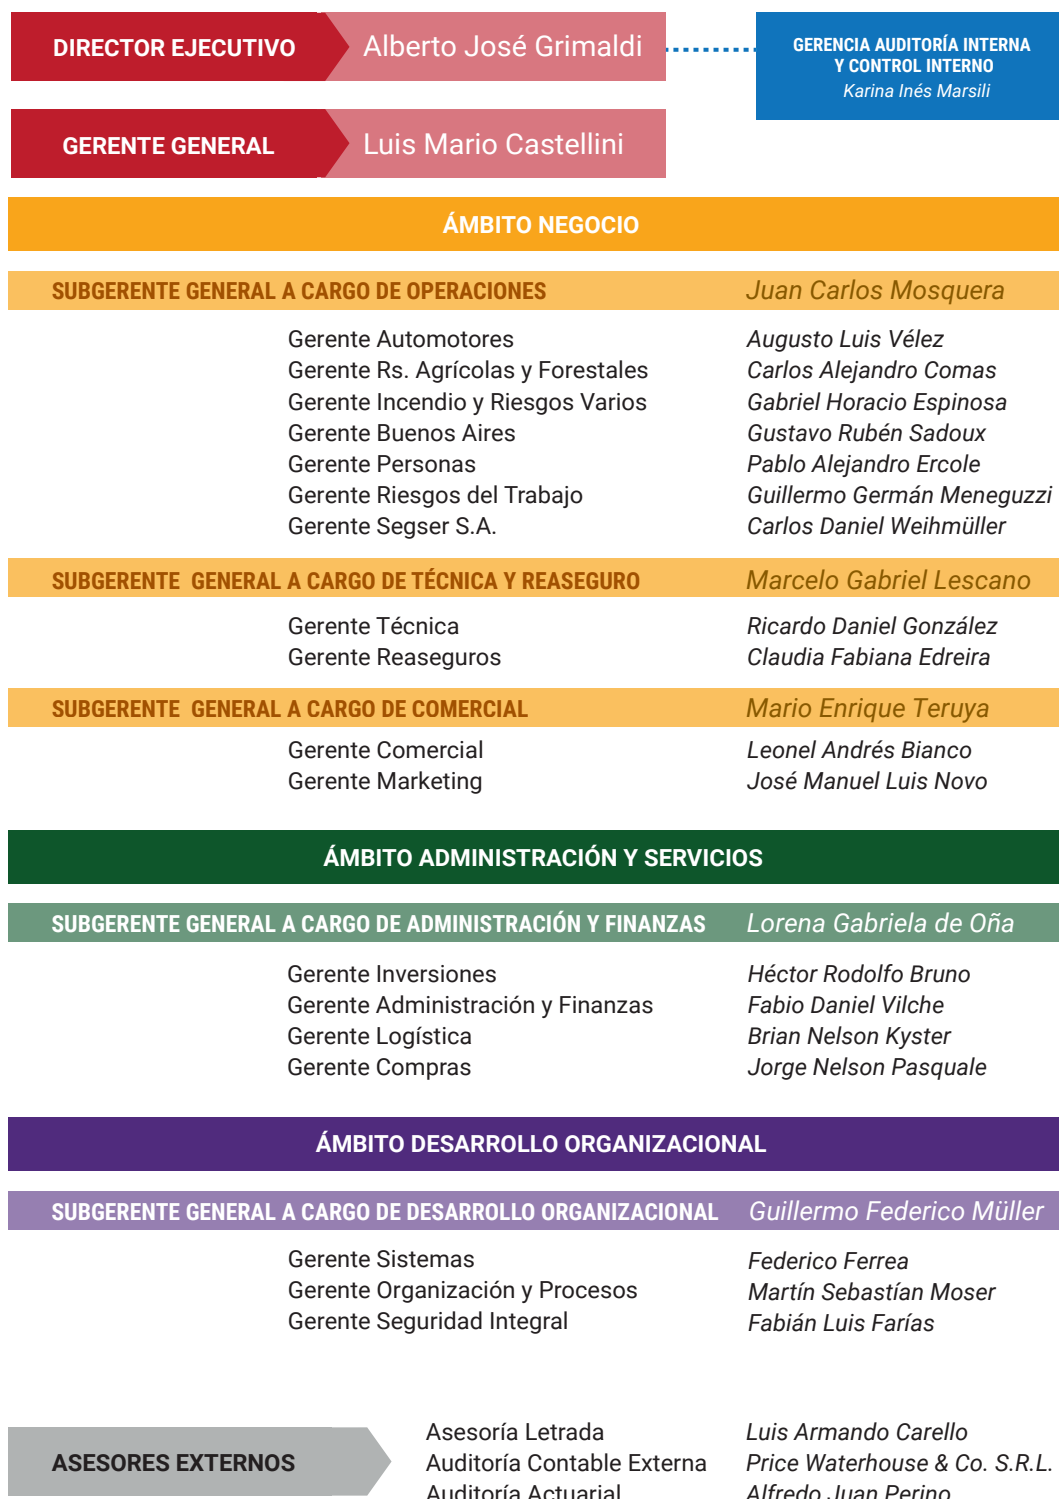 DIRECTOR EJECUTIVO Alberto José Grimaldi
GERENCIA AUDITORÍA INTERNA
Y CONTROL INTERNO
Karina Inés Marsili
GERENTE GENERAL Luis Mario Castellini
ÁMBITO NEGOCIO
SUBGERENTE GENERAL A CARGO DE OPERACIONES Juan Carlos Mosquera
Gerente Automotores Augusto Luis Vélez
Gerente Rs. Agrícolas y Forestales Carlos Alejandro Comas
Gerente Incendio y Riesgos Varios Gabriel Horacio Espinosa
Gerente Buenos Aires Gustavo Rubén Sadoux
Gerente Personas Pablo Alejandro Ercole
Gerente Riesgos del Trabajo Guillermo Germán Meneguzzi
Gerente Segser S.A. Carlos Daniel Weihmüller
SUBGERENTE GENERAL A CARGO DE TÉCNICA Y REASEGURO Marcelo Gabriel Lescano
Gerente Técnica Ricardo Daniel González
Gerente Reaseguros Claudia Fabiana Edreira
SUBGERENTE GENERAL A CARGO DE COMERCIAL Mario Enrique Teruya
Gerente Comercial Leonel Andrés Bianco
Gerente Marketing José Manuel Luis Novo
ÁMBITO ADMINISTRACIÓN Y SERVICIOS
SUBGERENTE GENERAL A CARGO DE ADMINISTRACIÓN Y FINANZAS Lorena Gabriela de Oña
Gerente Inversiones Héctor Rodolfo Bruno
Gerente Administración y Finanzas Fabio Daniel Vilche
Gerente Logística Brian Nelson Kyster
Gerente Compras Jorge Nelson Pasquale
ÁMBITO DESARROLLO ORGANIZACIONAL
SUBGERENTE GENERAL A CARGO DE DESARROLLO ORGANIZACIONAL Guillermo Federico Müller
Gerente Sistemas Federico Ferrea
Gerente Organización y Procesos Martín Sebastían Moser
Gerente Seguridad Integral Fabián Luis Farías
Asesoría Letrada Luis Armando Carello
ASESORES EXTERNOS Auditoría Contable Externa Price Waterhouse & Co. S.R.L.
Auditoría Actuarial Alfredo Juan Perino